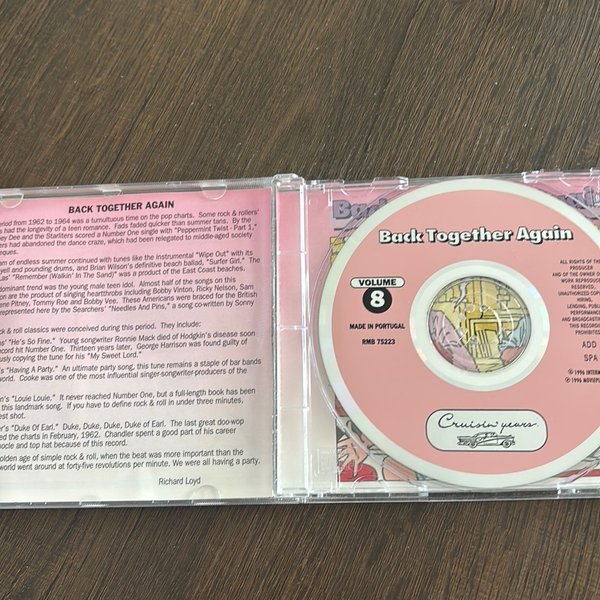 BACK TOGETHER AGAIN
eriod from 1962 to 1964 was a tumultuous time on the pop charts. Some rock & rollers'
s had the longevity of a teen romance. Fads faded quicker than summer tans. By the
ey Dee and the Starliters scored a Number One single with "Peppermint Twist - Part 1,"
ers had abandoned the dance craze, which had been relegated to middle-aged society
eques.
am of endless summer continued with tunes like the instrumental "Wipe Out" with its
yell and pounding drums, and Brian Wilson's definitive beach ballad, "Surfer Girl." The
Las' "Remember (Walkin' In The Sand)" was a product of the East Coast beaches.
dominant trend was the young male teen idol. Almost half of the songs on this
on are the product of singing hearthrobs including Bobby Vinton, Ricky Nelson, Sam
ene Pitney, Tommy Roe and Bobby Vee. These Americans were braced for the British
represented here by the Searchers' "Needles And Pins," a song co-written by Sonny
ck & roll classics were conceived during this period. They include:
ns' "He's So Fine." Young songwriter Ronnie Mack died of Hodgkin's disease soon
ecord hit Number One. Thirteen years later, George Harrison was found guilty of
ously copying the tune for his "My Sweet Lord."
's "Having A Party." An ultimate party song, this tune remains a staple of bar bands
world. Cooke was one of the most influential singer-songwriter-producers of the
n's "Louie Louie." It never reached Number One, but a full-length book has been
this landmark song. If you have to define rock & roll in under three minutes,
est shot.
er's "Duke Of Earl." Duke, Duke, Duke, Duke of Earl. The last great doo-wop
ed the charts in February, 1962. Chandler spent a good part of his career
nocle and top hat because of this record.
olden age of simple rock & roll, when the beat was more important than the
world went around at forty-five revolutions per minute. We were all having a party.
Richard Loyd
Back Together Again
VOLUME
8
MADE IN PORTUGAL
RMB 75223
ALL RIGHTS OF THE
PRODUCER
AND OF THE OWNER O
WORK REPRODUCE
RESERVED.
UNAUTHORIZED COPY
HIRING,
LENDING, PUBLI
PERFORMANCE
AND BROADCASTING
THIS RECORDI
PROHIBITED
ADD
SPA
© 1996 INTERM
℗ 1996 MOVIEPL
Cruisin' years